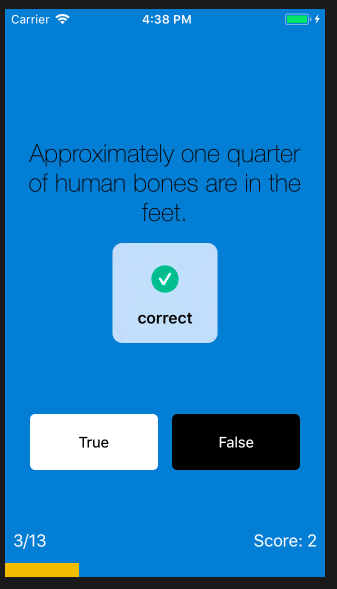 Carrier 4:38 PM
Approximately one quarter
of human bones are in the
feet.
correct
True False
3/13 Score: 2